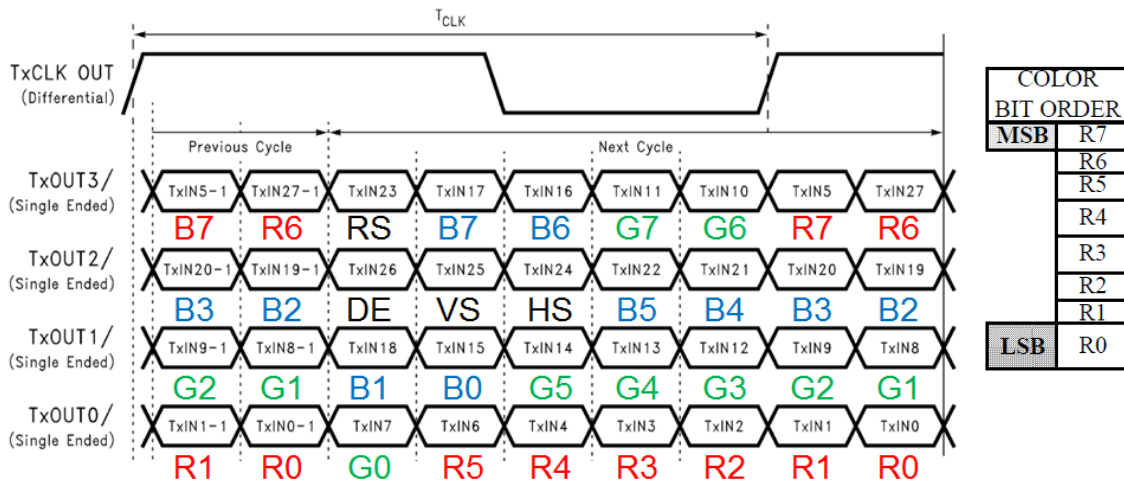 TCLK
TxCLK OUT
(Differential)
Previous Cycle Next Cycle
TxOUT3/
(Single Ended)
TxIN5-1 TxIN27-1 TxIN23 TxIN17 TxIN16 TxIN11 TxIN10 TxIN5 TxIN27
B7 R6 RS B7 B6 G7 G6 R7 R6
TxOUT2/
(Single Ended)
TxIN20-1 TxIN19-1 TxIN26 TxIN25 TxIN24 TxIN22 TxIN21 TxIN20 TxIN19
B3 B2 DE VS HS B5 B4 B3 B2
TxOUT1/
(Single Ended)
TxIN9-1 TxIN8-1 TxIN18 TxIN15 TxIN14 TxIN13 TxIN12 TxIN9 TxIN8
G2 G1 B1 B0 G5 G4 G3 G2 G1
TxOUT0/
(Single Ended)
TxIN1-1 TxIN0-1 TxIN7 TxIN6 TxIN4 TxIN3 TxIN2 TxIN1 TxIN0
R1 R0 G0 R5 R4 R3 R2 R1 R0
COLOR
BIT ORDER
MSB R7
R6
R5
R4
R3
R2
R1
LSB R0